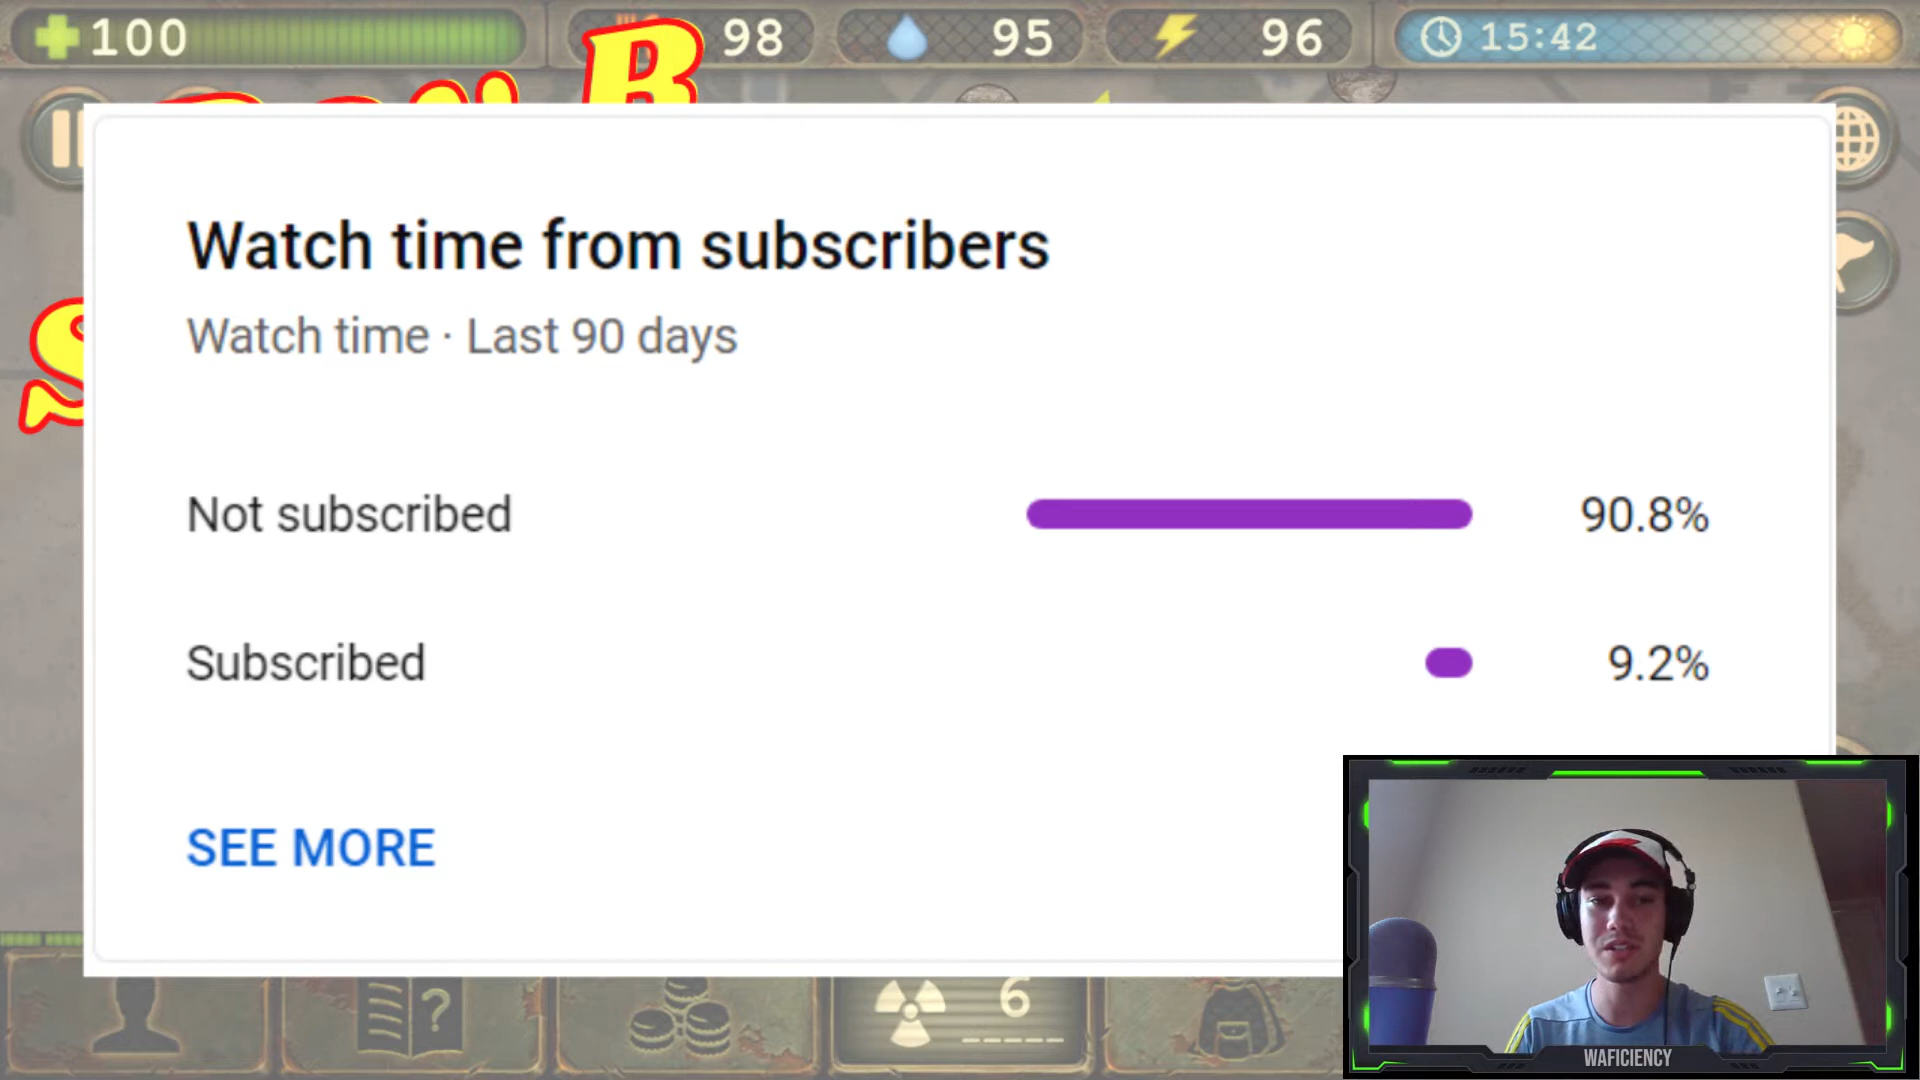 100
98
95
96
15:42
B
S
Watch time from subscribers
Watch time · Last 90 days
Not subscribed
90.8%
Subscribed
9.2%
SEE MORE
?
6
WAFICIENCY